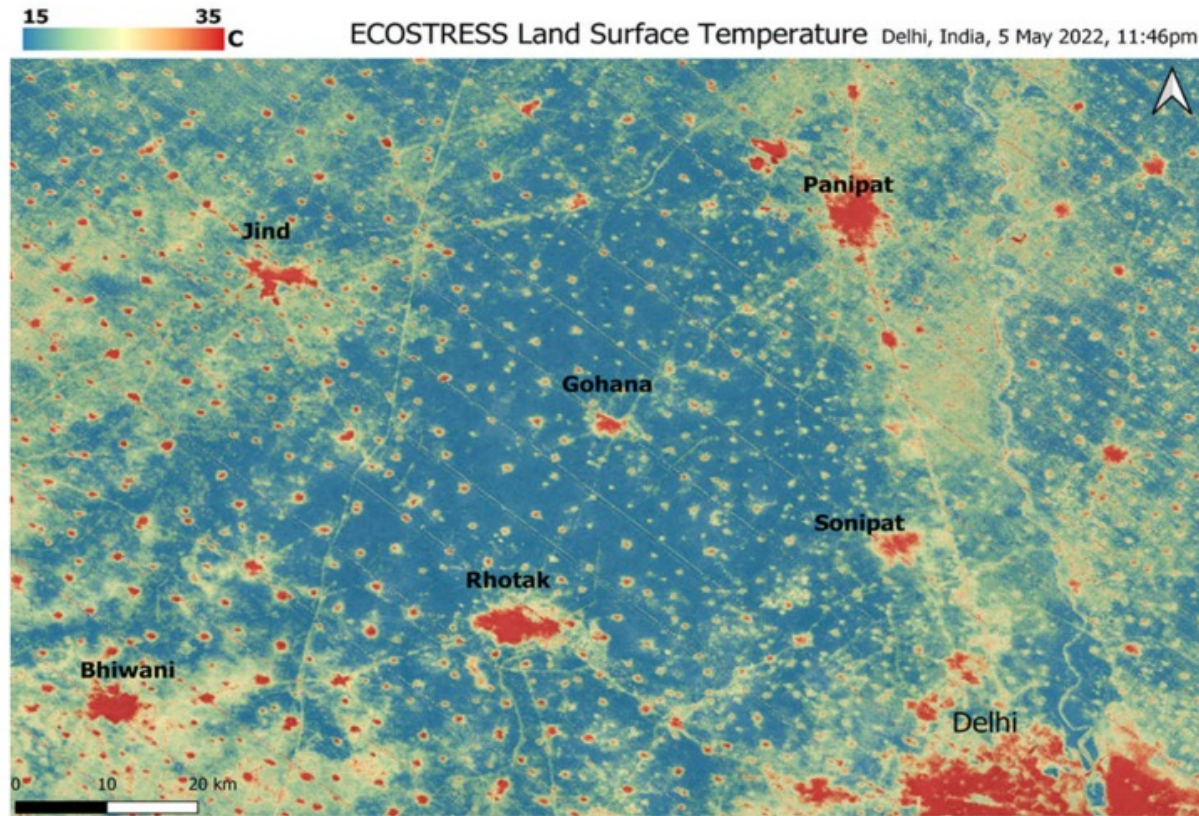 15 35 C
ECOSTRESS Land Surface Temperature Delhi, India, 5 May 2022, 11:46pm
Panipat
Jind
Gohana
Sonipat
Rhotak
Bhiwani
Delhi
0 10 20 km